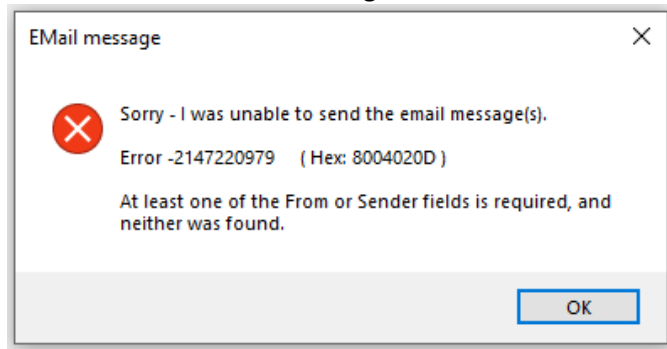 EMail message
Sorry - I was unable to send the email message(s).
Error -2147220979 ( Hex: 8004020D )
At least one of the From or Sender fields is required, and
neither was found.
OK